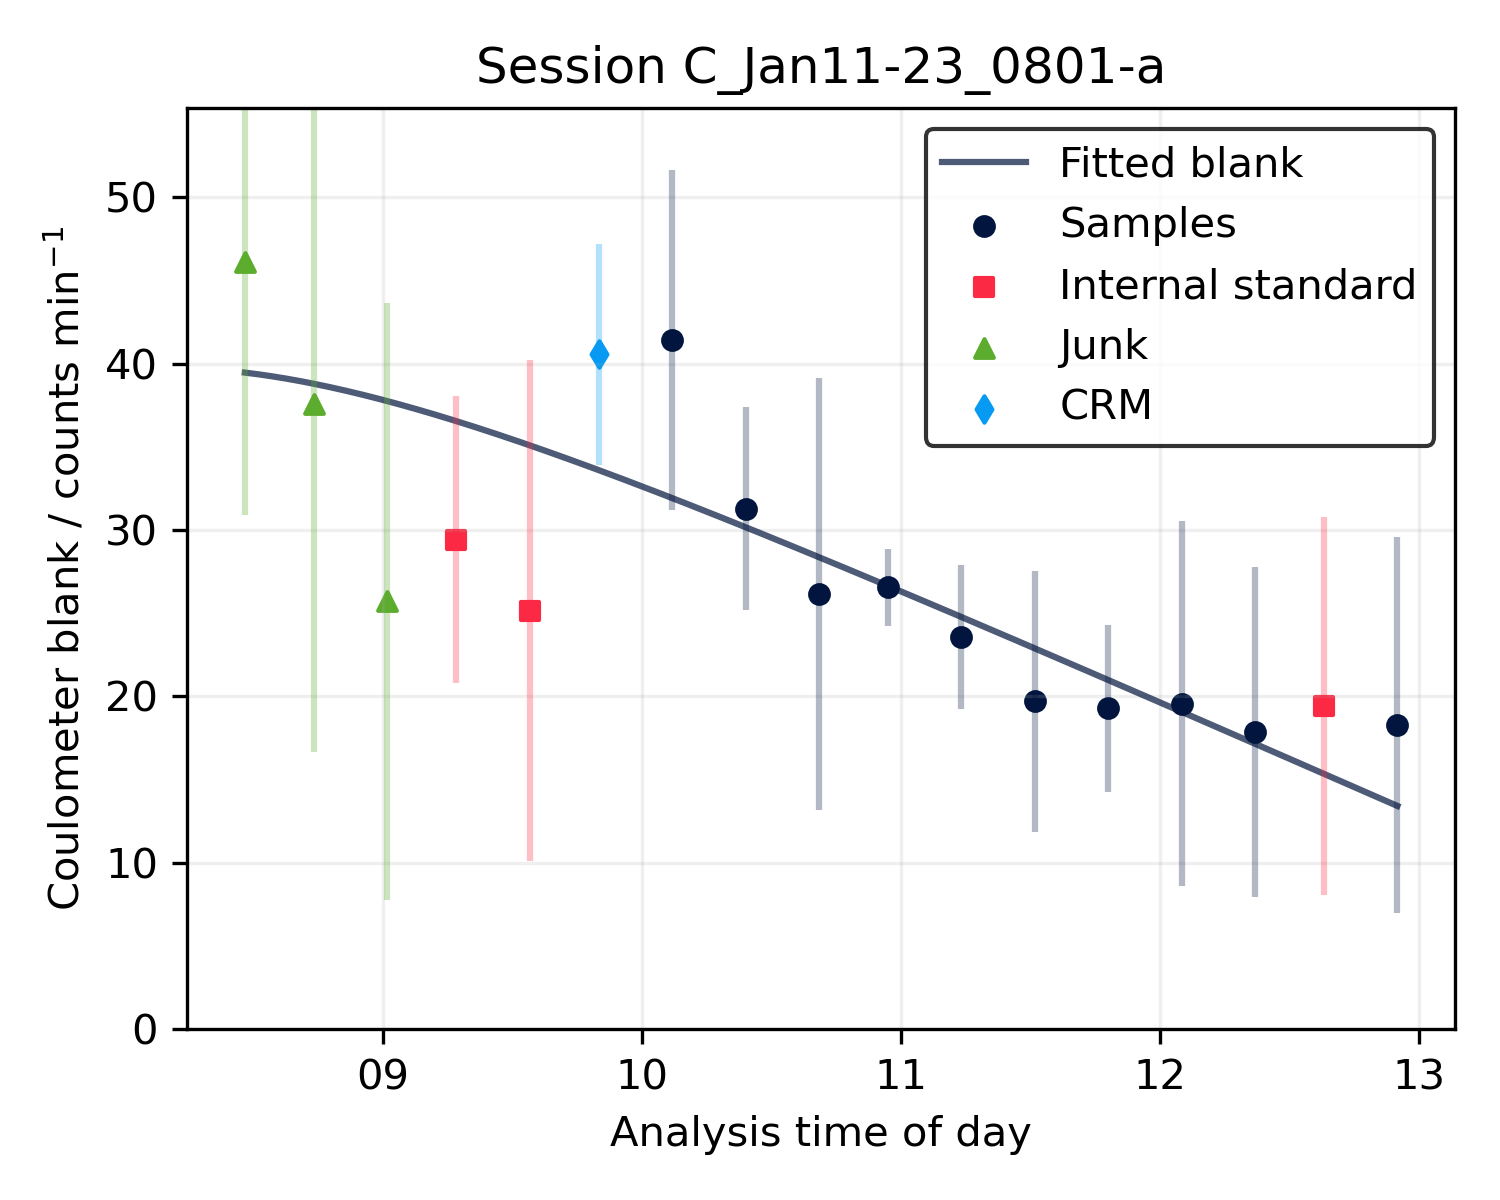 Session C_Jan11-23_0801-a
Fitted blank
Samples
Internal standard
Junk
CRM
Coulometer blank / counts min⁻¹
50
40
30
20
10
0
09 10 11 12 13
Analysis time of day